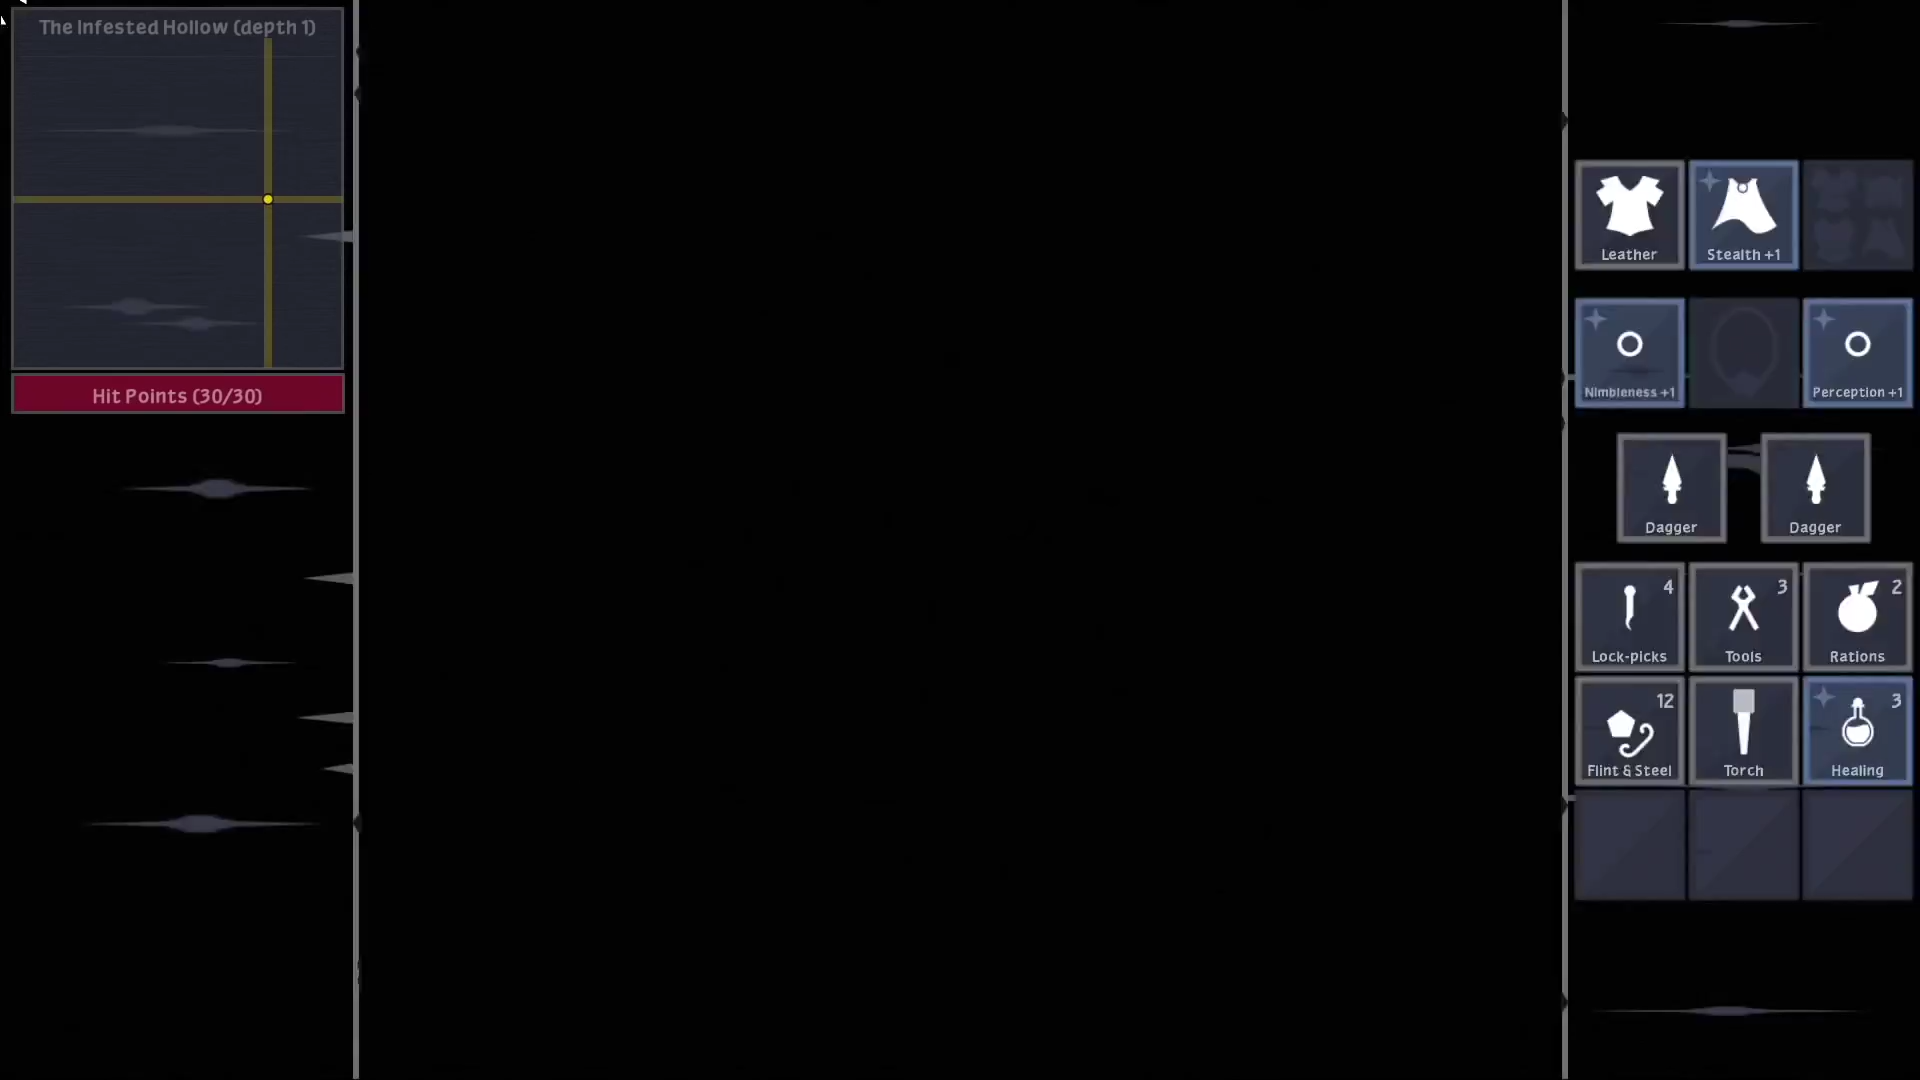 The Infested Hollow (depth 1)
Hit Points (30/30)
Leather
Stealth +1
Nimbleness +1
Perception +1
Dagger
Dagger
4
3
2
Lock-picks
Tools
Rations
12
3
Flint & Steel
Torch
Healing